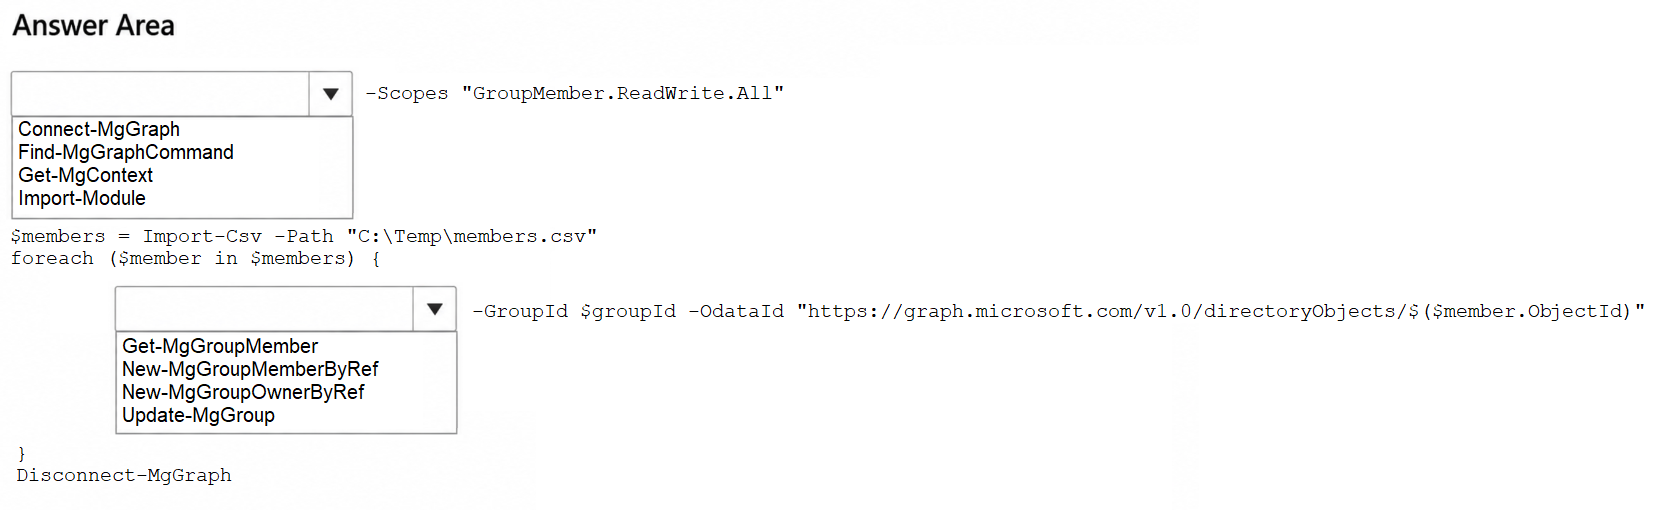 Answer Area
-Scopes "GroupMember.ReadWrite.All"
Connect-MgGraph
Find-MgGraphCommand
Get-MgContext
Import-Module
$members = Import-Csv -Path "C:\Temp\members.csv"
foreach ($member in $members) {
-GroupId $groupId -OdataId "https://graph.microsoft.com/v1.0/directoryObjects/$($member.ObjectId)"
Get-MgGroupMember
New-MgGroupMemberByRef
New-MgGroupOwnerByRef
Update-MgGroup
}
Disconnect-MgGraph